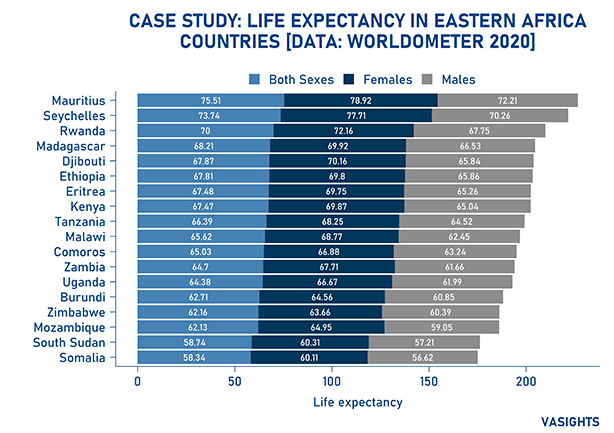 CASE STUDY: LIFE EXPECTANCY IN EASTERN AFRICA
COUNTRIES [DATA: WORLDOMETER 2020]
Both Sexes Females Males
Mauritius 75.51 78.92 72.21
Seychelles 73.74 77.71 70.26
Rwanda 70 72.16 67.75
Madagascar 68.21 69.92 66.53
Djibouti 67.87 70.16 65.84
Ethiopia 67.81 69.8 65.86
Eritrea 67.48 69.75 65.26
Kenya 67.47 69.87 65.04
Tanzania 66.39 68.25 64.52
Malawi 65.62 68.77 62.45
Comoros 65.03 66.88 63.24
Zambia 64.7 67.71 61.66
Uganda 64.38 66.67 61.99
Burundi 62.71 64.56 60.85
Zimbabwe 62.16 63.66 60.39
Mozambique 62.13 64.95 59.05
South Sudan 58.74 60.31 57.21
Somalia 58.34 60.11 56.62
0 50 100 150 200
Life expectancy
VASIGHTS